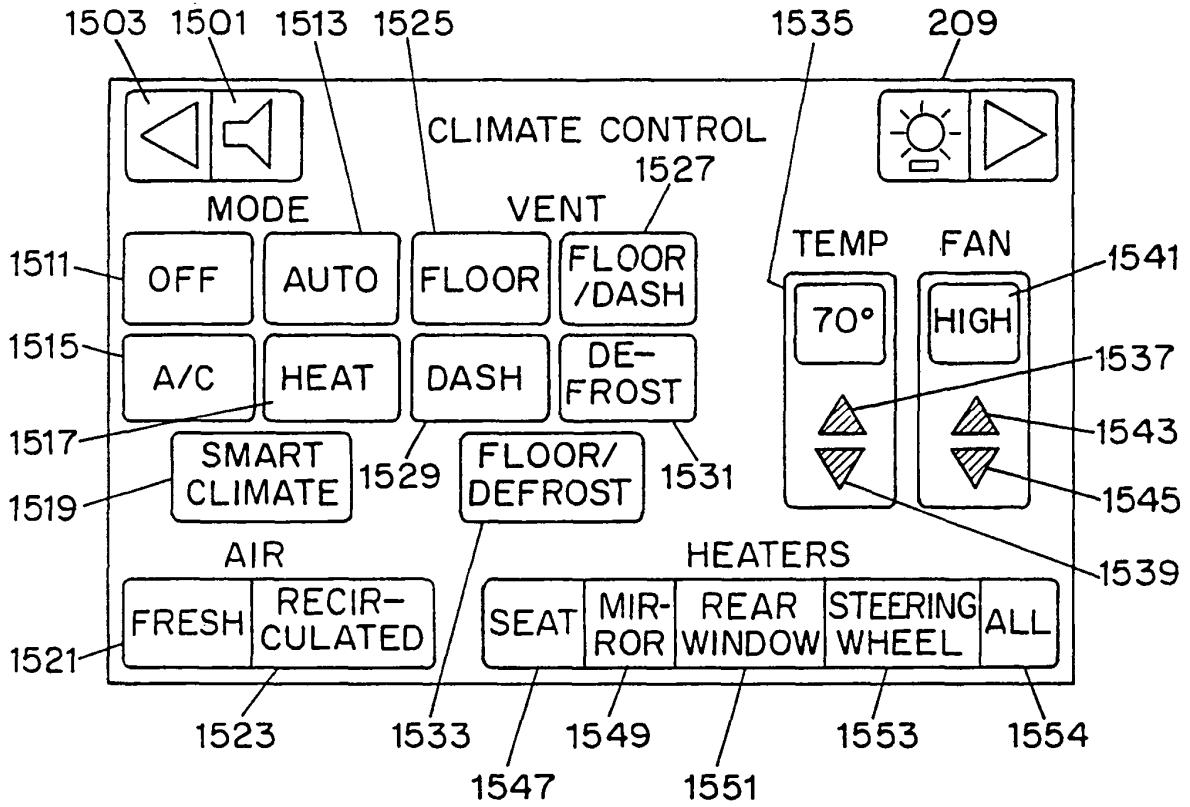 1503 1501 1513 1525 1535 209
CLIMATE CONTROL
1527
MODE VENT
TEMP FAN
1511 OFF AUTO FLOOR FLOOR
/DASH
70° HIGH 1541
1515 A/C HEAT DASH DE-
FROST
1537
1517
1543
SMART
CLIMATE
1529 FLOOR/
DEFROST
1531
1519
1545
AIR HEATERS
1539
1521 FRESH RECIR-
CULATED
SEAT MIR-
ROR
REAR
WINDOW
STEERING
WHEEL
ALL
1523 1533 1549 1553 1554
1547 1551